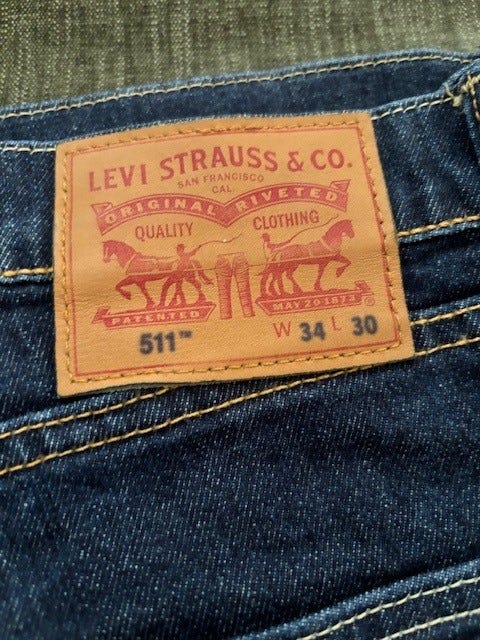 LEVI STRAUSS & CO.
SAN FRANCISCO
CAL.
ORIGINAL RIVETED
QUALITY CLOTHING
PATENTED MAY 20 1873 ®
511™ W 34 L 30